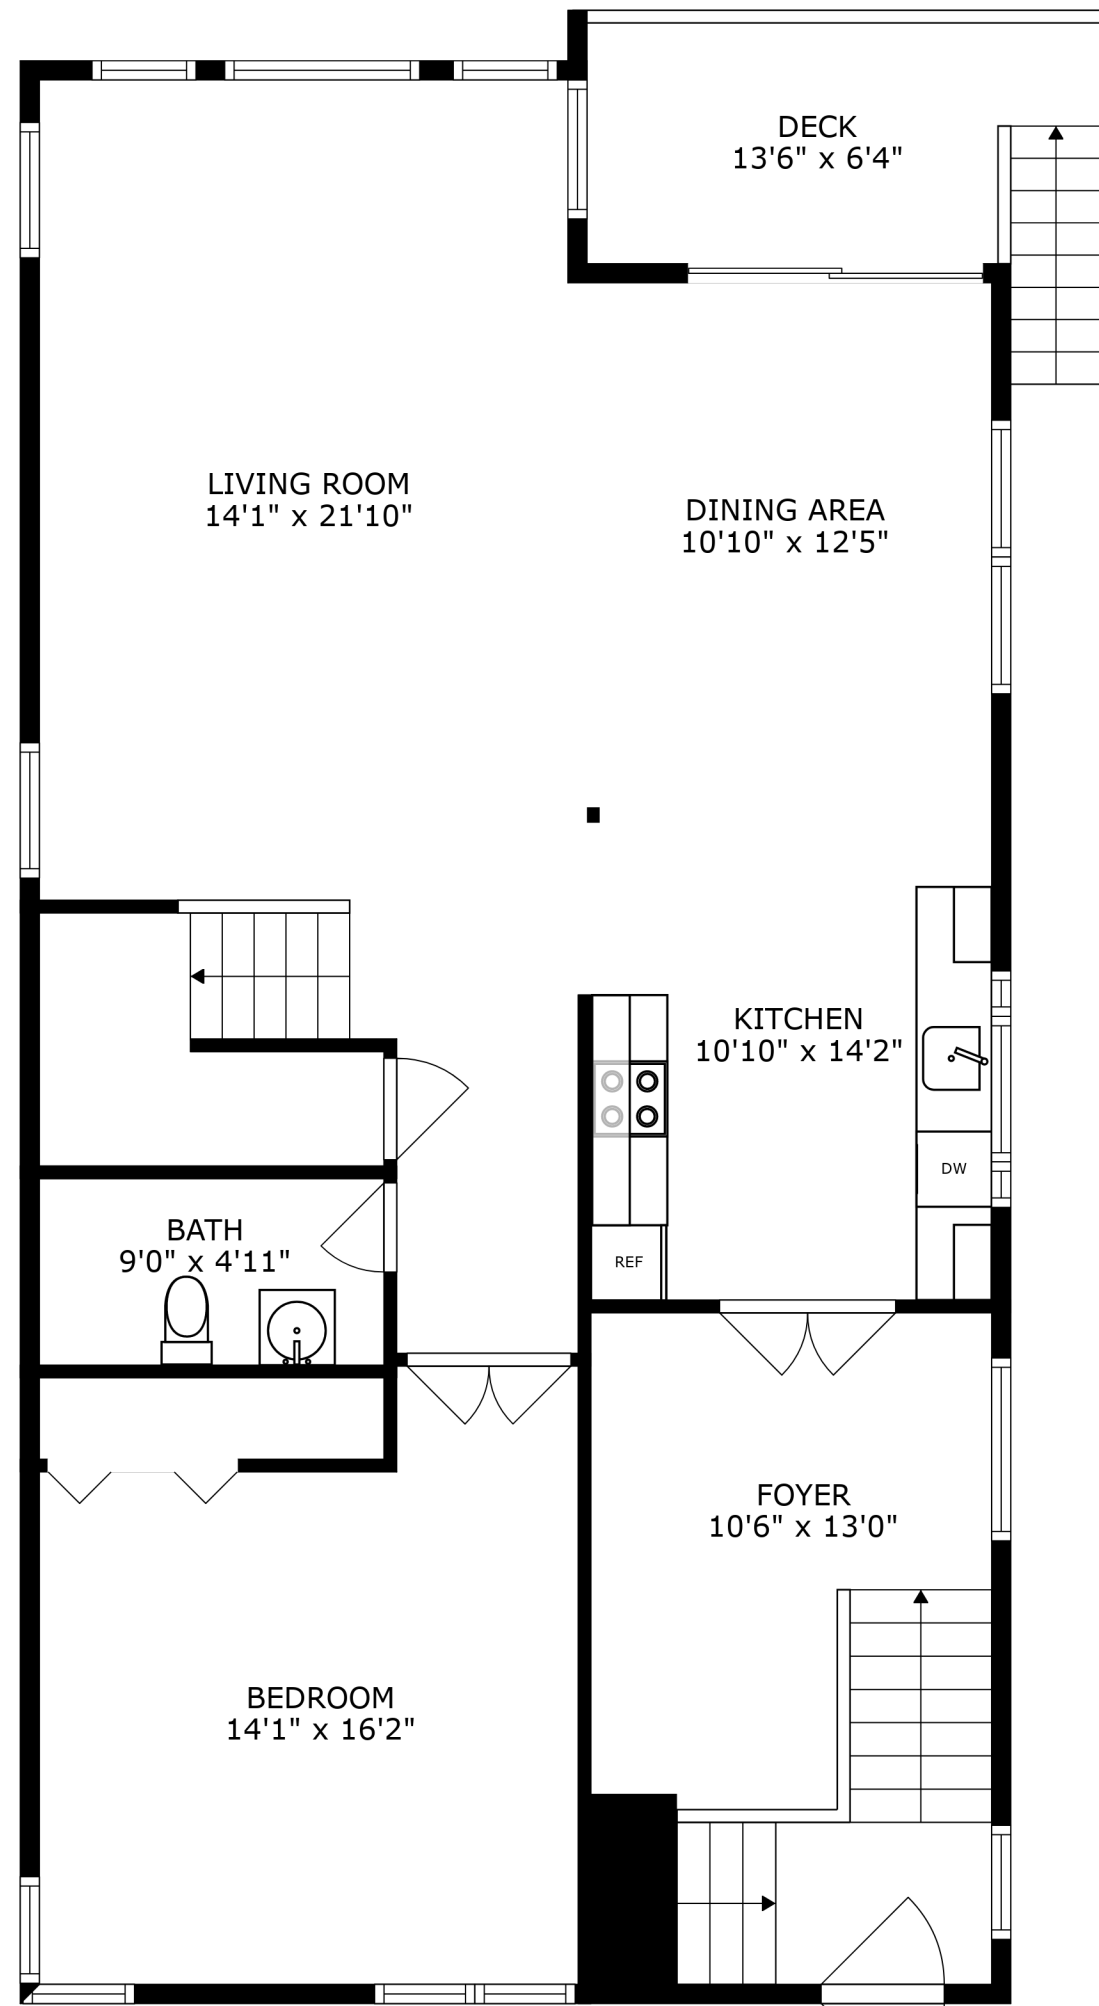 DECK
13'6" x 6'4"
LIVING ROOM
14'1" x 21'10"
DINING AREA
10'10" x 12'5"
KITCHEN
10'10" x 14'2"
DW
BATH
9'0" x 4'11"
REF
FOYER
10'6" x 13'0"
BEDROOM
14'1" x 16'2"